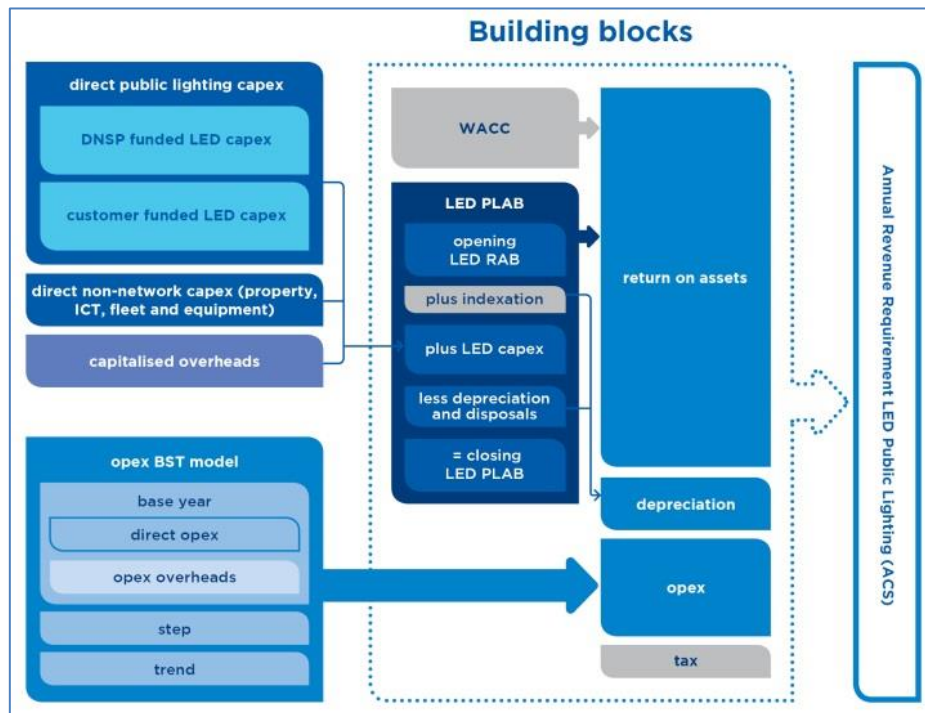 Building blocks
direct public lighting capex
DNSP funded LED capex
customer funded LED capex
direct non-network capex (property,
ICT, fleet and equipment)
capitalised overheads
opex BST model
base year
direct opex
opex overheads
step
trend
WACC
LED PLAB
opening
LED RAB
plus indexation
plus LED capex
less depreciation
and disposals
= closing
LED PLAB
return on assets
depreciation
opex
tax
Annual Revenue Requirement LED Public Lighting (ACS)